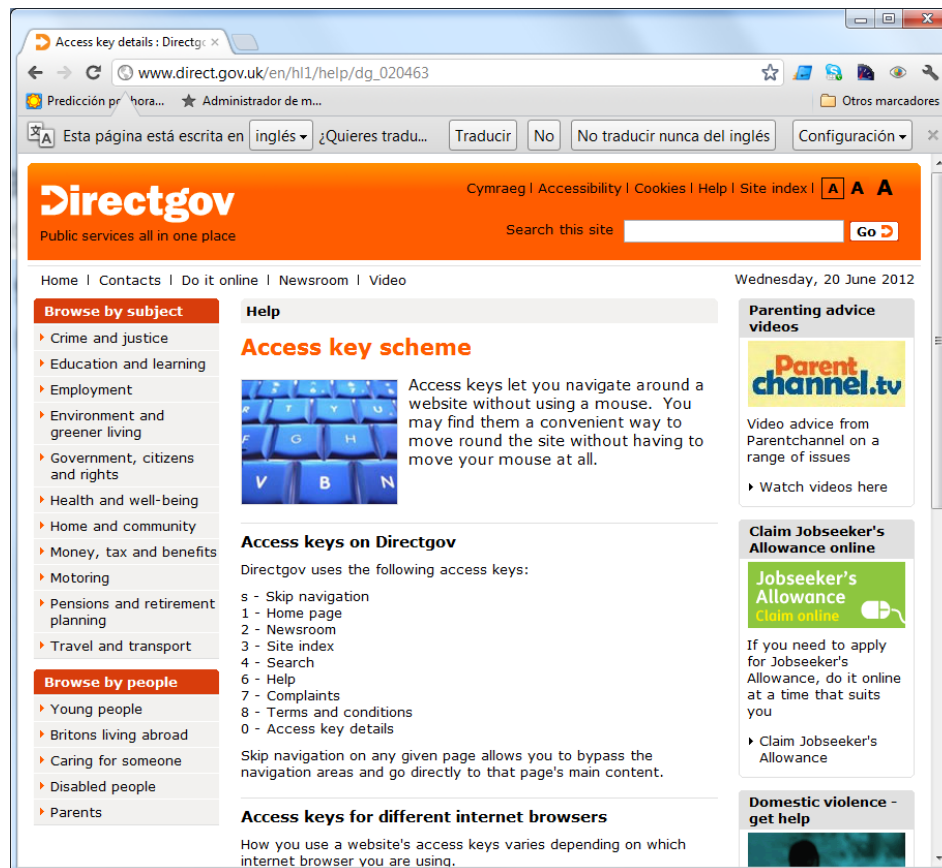 Access key details : Directgc
www.direct.gov.uk/en/hl1/help/dg_020463
Predicción p hora...
Administrador de m...
Otros marcadores
Esta página está escrita en inglés ¿Quieres tradu... Traducir No No traducir nunca del inglés Configuración
Directgov
Public services all in one place
Cymraeg | Accessibility | Cookies | Help | Site index | A A A
Search this site Go
Home | Contacts | Do it online | Newsroom | Video
Wednesday, 20 June 2012
Browse by subject
Crime and justice
Education and learning
Employment
Environment and
greener living
Government, citizens
and rights
Health and well-being
Home and community
Money, tax and benefits
Motoring
Pensions and retirement
planning
Travel and transport
Browse by people
Young people
Britons living abroad
Caring for someone
Disabled people
Parents
Help
Access key scheme
R T Y U
F G H J
V B N
Access keys let you navigate around a
website without using a mouse. You
may find them a convenient way to
move round the site without having to
move your mouse at all.
Access keys on Directgov
Directgov uses the following access keys:
s - Skip navigation
1 - Home page
2 - Newsroom
3 - Site index
4 - Search
6 - Help
7 - Complaints
8 - Terms and conditions
0 - Access key details
Skip navigation on any given page allows you to bypass the
navigation areas and go directly to that page's main content.
Access keys for different internet browsers
How you use a website's access keys varies depending on which
internet browser you are using.
Parenting advice
videos
Parent
channel.tv
Video advice from
Parentchannel on a
range of issues
Watch videos here
Claim Jobseeker's
Allowance online
Jobseeker's
Allowance
Claim online
If you need to apply
for Jobseeker's
Allowance, do it online
at a time that suits
you
Claim Jobseeker's
Allowance
Domestic violence -
get help